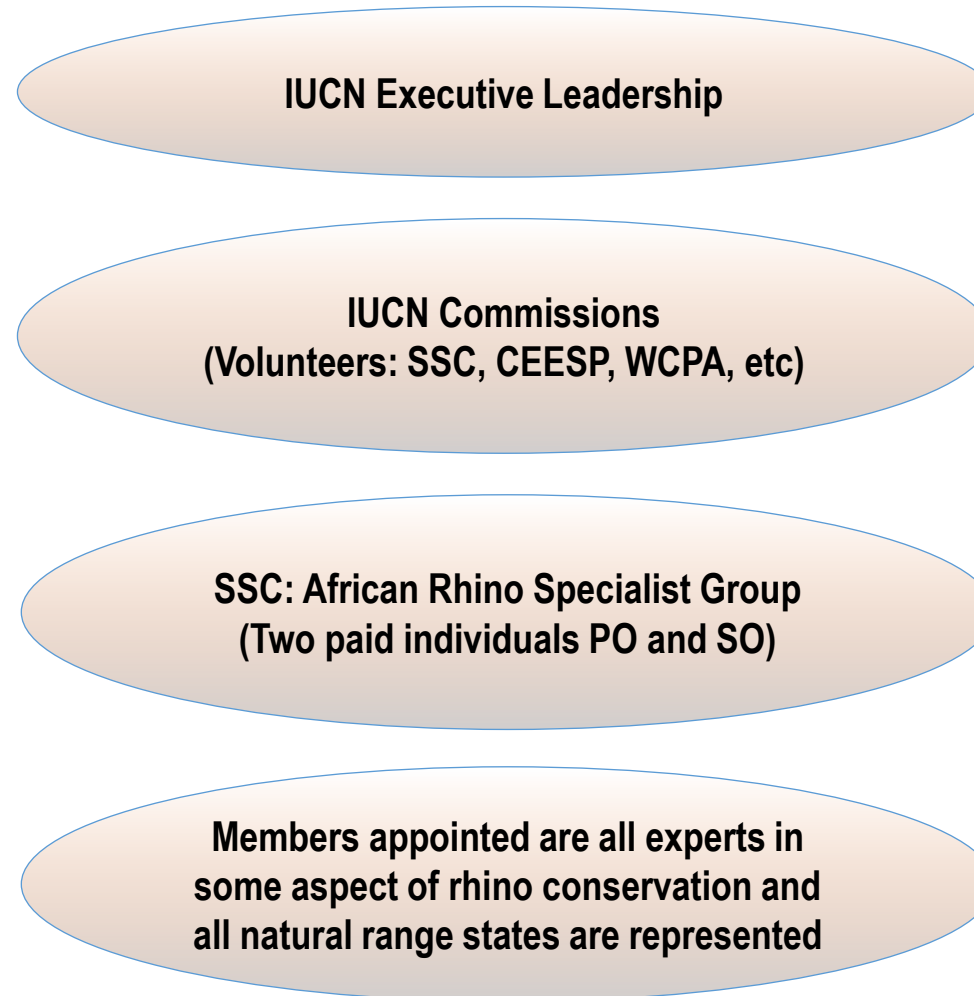 IUCN Executive Leadership
IUCN Commissions
(Volunteers: SSC, CEESP, WCPA, etc)
SSC: African Rhino Specialist Group
(Two paid individuals PO and SO)
Members appointed are all experts in
some aspect of rhino conservation and
all natural range states are represented